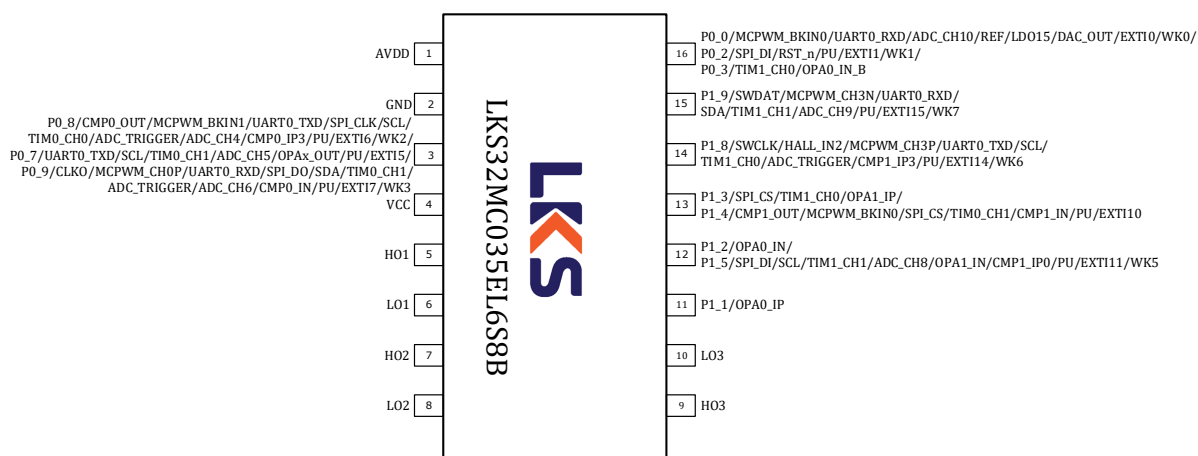 AVDD 1
GND 2
P0_8/CMP0_OUT/MCPWM_BKIN1/UART0_TXD/SPI_CLK/SCL/
TIM0_CH0/ADC_TRIGGER/ADC_CH4/CMP0_IP3/PU/EXTI6/WK2/
P0_7/UART0_TXD/SCL/TIM0_CH1/ADC_CH5/OPAx_OUT/PU/EXTI5/ 3
P0_9/CLKO/MCPWM_CH0P/UART0_RXD/SPI_DO/SDA/TIM0_CH1/
ADC_TRIGGER/ADC_CH6/CMP0_IN/PU/EXTI7/WK3
VCC 4
HO1 5
LO1 6
HO2 7
LO2 8
LKS32MC035EL6S8B
LKS
P0_0/MCPWM_BKIN0/UART0_RXD/ADC_CH10/REF/LDO15/DAC_OUT/EXTI0/WK0/
16 P0_2/SPI_DI/RST_n/PU/EXTI1/WK1/
P0_3/TIM1_CH0/OPA0_IN_B
15 P1_9/SWDAT/MCPWM_CH3N/UART0_RXD/
SDA/TIM1_CH1/ADC_CH9/PU/EXTI15/WK7
14 P1_8/SWCLK/HALL_IN2/MCPWM_CH3P/UART0_TXD/SCL/
TIM1_CH0/ADC_TRIGGER/CMP1_IP3/PU/EXTI14/WK6
13 P1_3/SPI_CS/TIM1_CH0/OPA1_IP/
P1_4/CMP1_OUT/MCPWM_BKIN0/SPI_CS/TIM0_CH1/CMP1_IN/PU/EXTI10
12 P1_2/OPA0_IN/
P1_5/SPI_DI/SCL/TIM1_CH1/ADC_CH8/OPA1_IN/CMP1_IP0/PU/EXTI11/WK5
11 P1_1/OPA0_IP
10 LO3
9 HO3